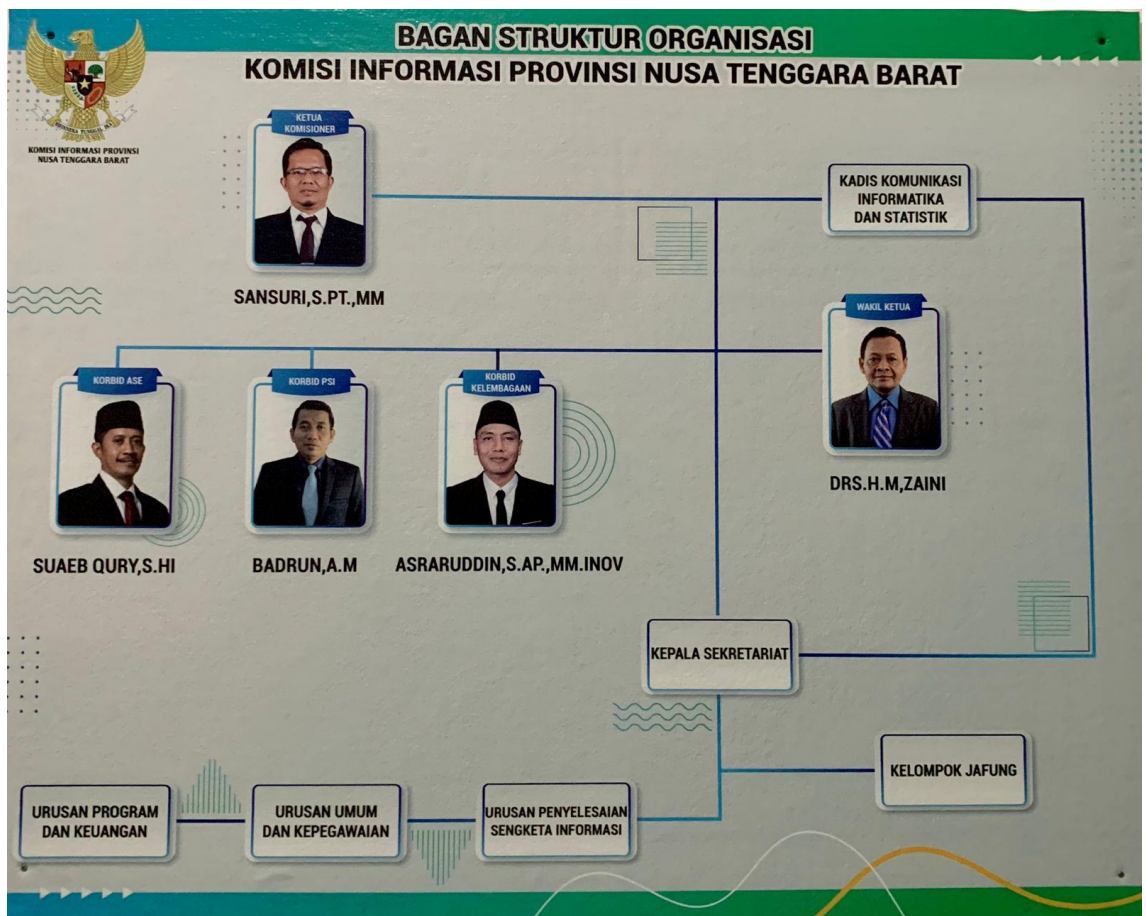 BAGAN STRUKTUR ORGANISASI
KOMISI INFORMASI PROVINSI NUSA TENGGARA BARAT
KOMISI INFORMASI PROVINSI
NUSA TENGGARA BARAT
KETUA
KOMISIONER
SANSURI,S.PT.,MM
KADIS KOMUNIKASI
INFORMATIKA
DAN STATISTIK
WAKIL KETUA
DRS.H.M,ZAINI
KORBID ASE
SUAEB QURY,S.HI
KORBID PSI
BADRUN,A.M
KORBID
KELEMBAGAAN
ASRARUDDIN,S.AP.,MM.INOV
KEPALA SEKRETARIAT
KELOMPOK JAFUNG
URUSAN PROGRAM
DAN KEUANGAN
URUSAN UMUM
DAN KEPEGAWAIAN
URUSAN PENYELESAIAN
SENGKETA INFORMASI